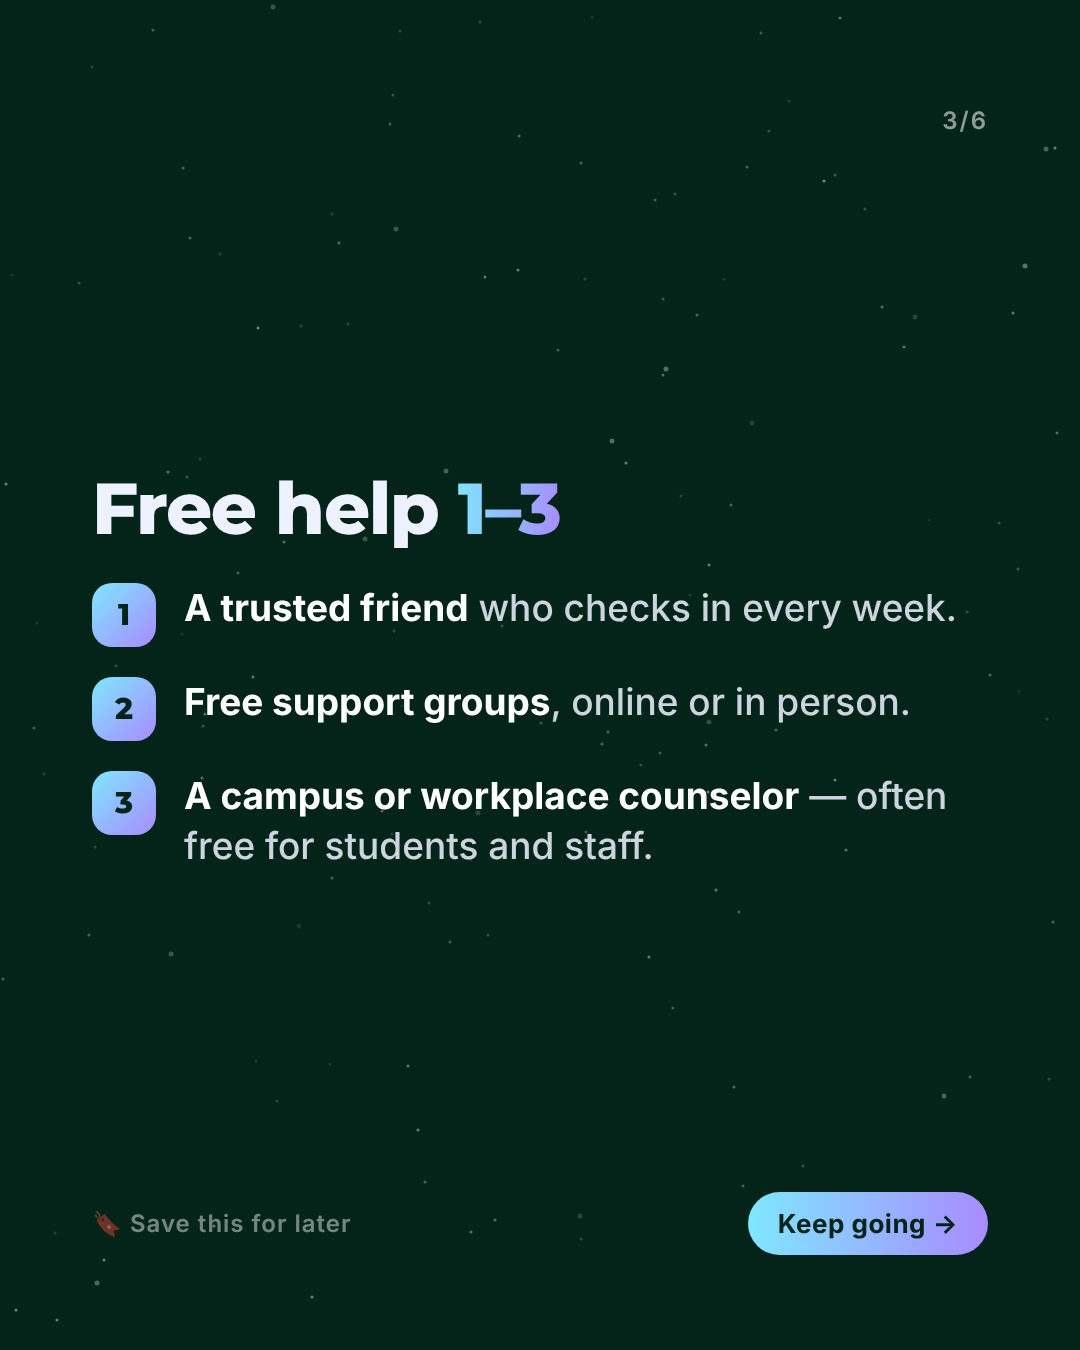 3/6
Free help 1–3
1 A trusted friend who checks in every week.
2 Free support groups, online or in person.
3 A campus or workplace counselor — often
free for students and staff.
Save this for later
Keep going →